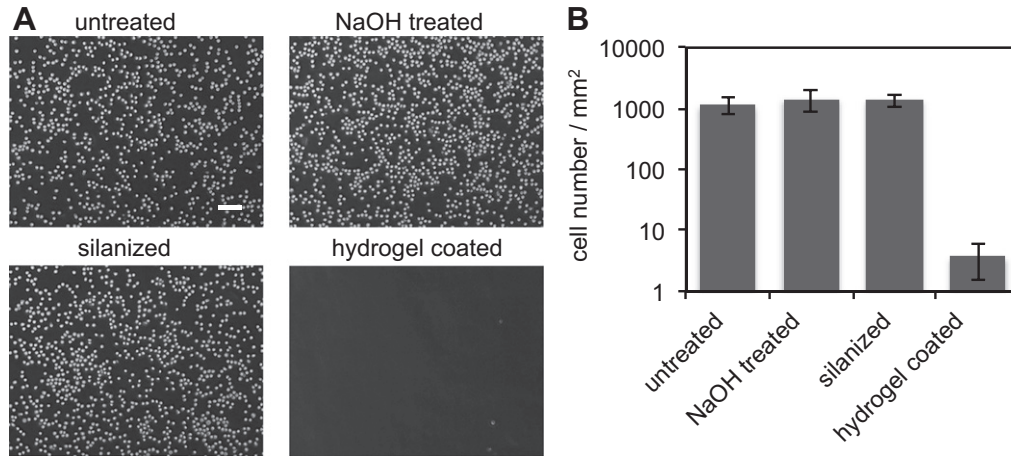 A
untreated
NaOH treated
silanized
hydrogel coated
B
cell number / mm²
10000
1000
100
10
1
untreated
NaOH treated
silanized
hydrogel coated